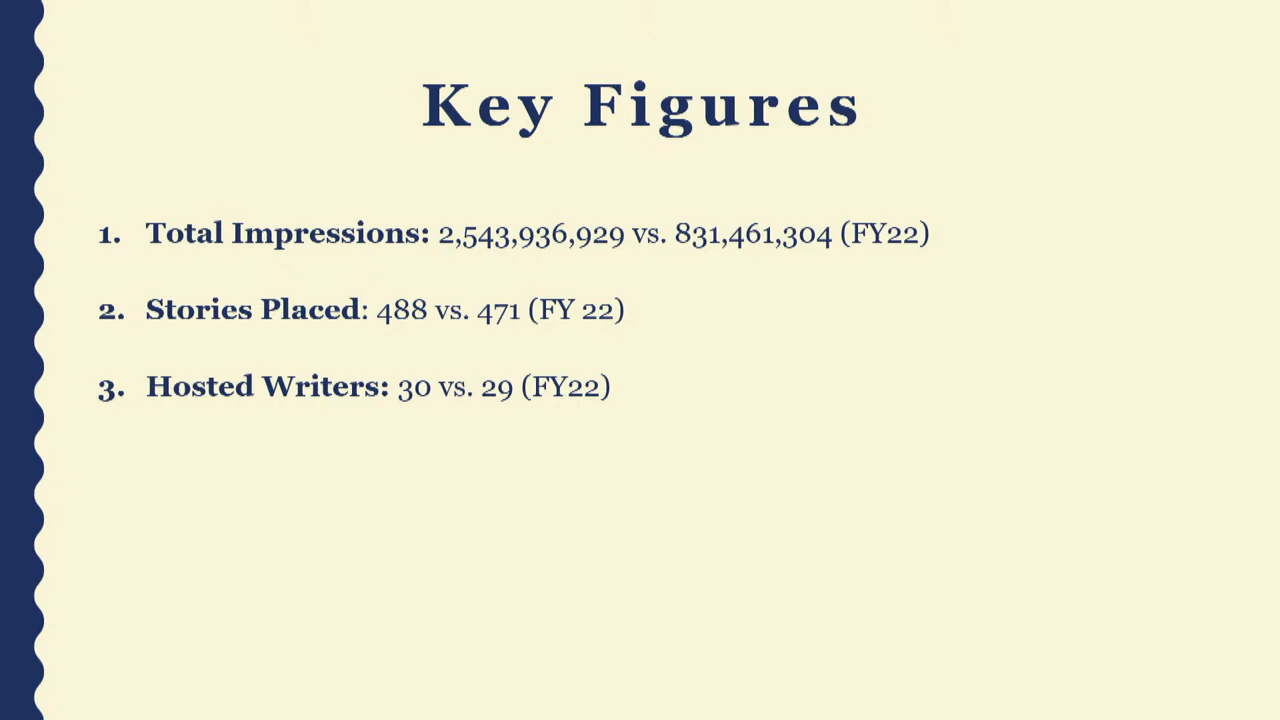 Key Figures
1. Total Impressions: 2,543,936,929 vs. 831,461,304 (FY22)
2. Stories Placed: 488 vs. 471 (FY 22)
3. Hosted Writers: 30 vs. 29 (FY22)